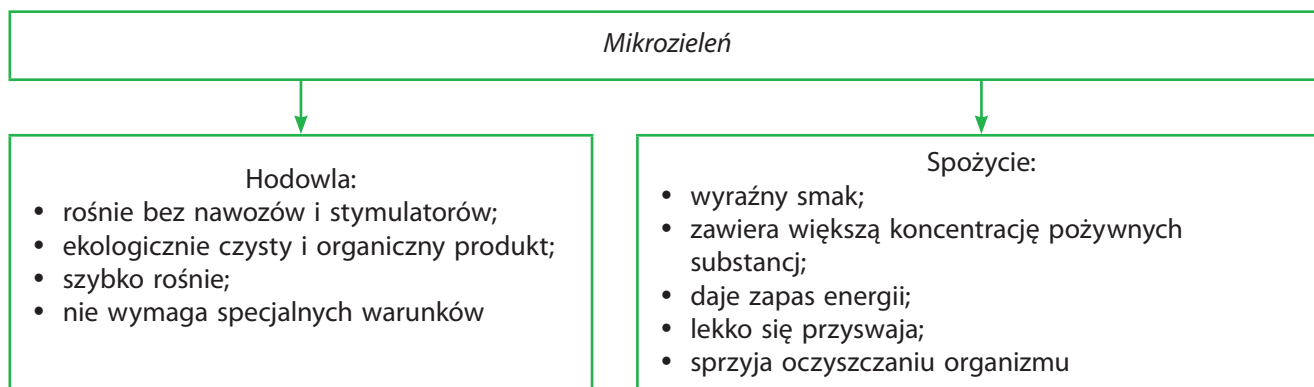 Mikrozieleń
Hodowla:
• rośnie bez nawozów i stymulatorów;
• ekologicznie czysty i organiczny produkt;
• szybko rośnie;
• nie wymaga specjalnych warunków
Spożycie:
• wyraźny smak;
• zawiera większą koncentrację pożywnych
substancj;
• daje zapas energii;
• lekko się przyswaja;
• sprzyja oczyszczaniu organizmu